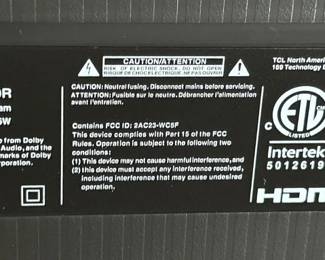 DR
am
6W
e from Dolby
Audio, and the
marks of Dolby
orporation.
CAUTION/ATTENTION
RISK OF ELECTRIC SHOCK. DO NOT OPEN
RISQUE DE CHOC ELECTRIQUE. NE PAS OUVRIR
CAUTION: Neutral fusing. Disconnect mains before servicing.
ATTENTION: Fusible sur le neutre. Débrancher l'alimentation
avant l'entretien.
Contains FCC ID: 2AC23-WC5F
This device complies with Part 15 of the FCC
Rules. Operation is subject to the following two
conditions:
(1) This device may not cause harmful interference, and
(2) this device must accept any interference received,
including interference that may cause undesired
operation.
TCL North Americ
189 Technology D
ETL
C
LISTED
Intertek
5012619
HDM